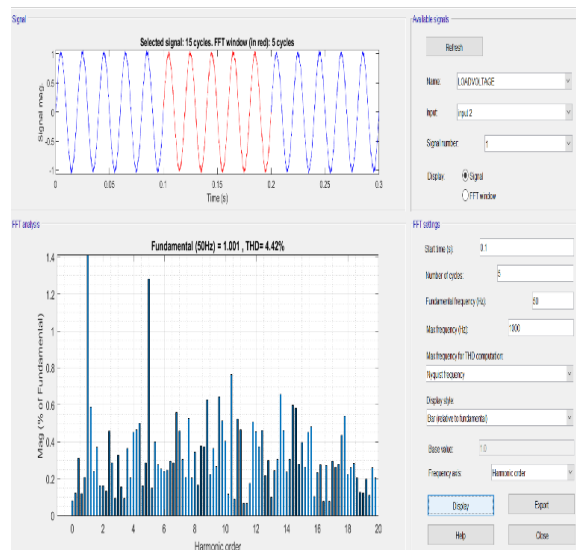 Signal
Selected signal: 15 cycles. FFT window (in red): 5 cycles
Signal mag.
1
0.5
0
-0.5
-1
0
0.05
0.1
0.15
0.2
0.25
0.3
Time (s)
FFT analysis
Fundamental (50Hz) = 1.001 , THD= 4.42%
Mag (% of Fundamental)
1.4
1.2
1
0.8
0.6
0.4
0.2
0
0
2
4
6
8
10
12
14
16
18
20
Harmonic order
Available signals
Refresh
Name:
LOADVOLTAGE
Input:
input 2
Signal number:
1
Display:
Signal
FFT window
FFT settings
Start time (s):
0.1
Number of cycles:
5
Fundamental frequency (Hz):
50
Max frequency (Hz):
1000
Max frequency for THD computation:
Nyquist frequency
Display style:
Bar (relative to fundamental)
Base value:
1.0
Frequency axis:
Harmonic order
Display
Export
Help
Close